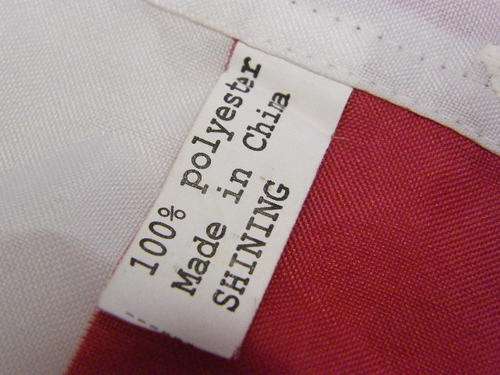 100% polyester
Made in China
SHINING